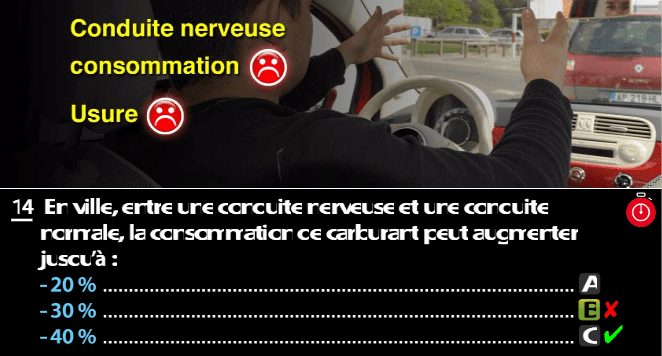 Conduite nerveuse
consommation
Usure
AP 218
14 En ville, entre une conduite nerveuse et une conduite
normale, la consommation de carburant peut augmenter
jusqu'à :
- 20 % ... A
- 30 % ... B
- 40 % ... C